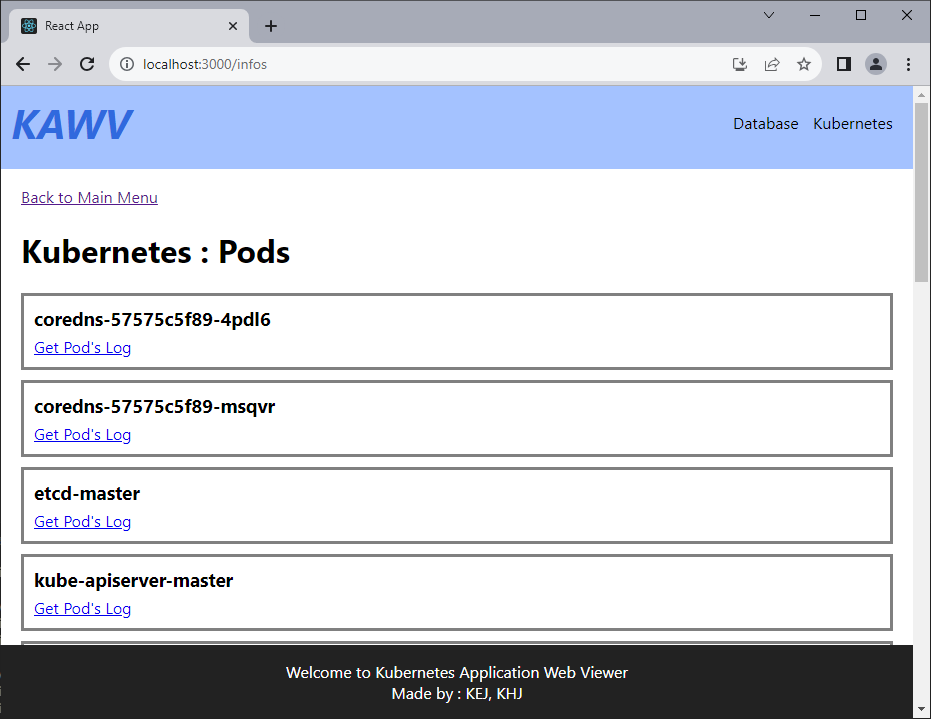 React App
localhost:3000/infos
KAWV
Database Kubernetes
Back to Main Menu
Kubernetes : Pods
coredns-57575c5f89-4pdl6
Get Pod's Log
coredns-57575c5f89-msqvr
Get Pod's Log
etcd-master
Get Pod's Log
kube-apiserver-master
Get Pod's Log
Welcome to Kubernetes Application Web Viewer
Made by : KEJ, KHJ